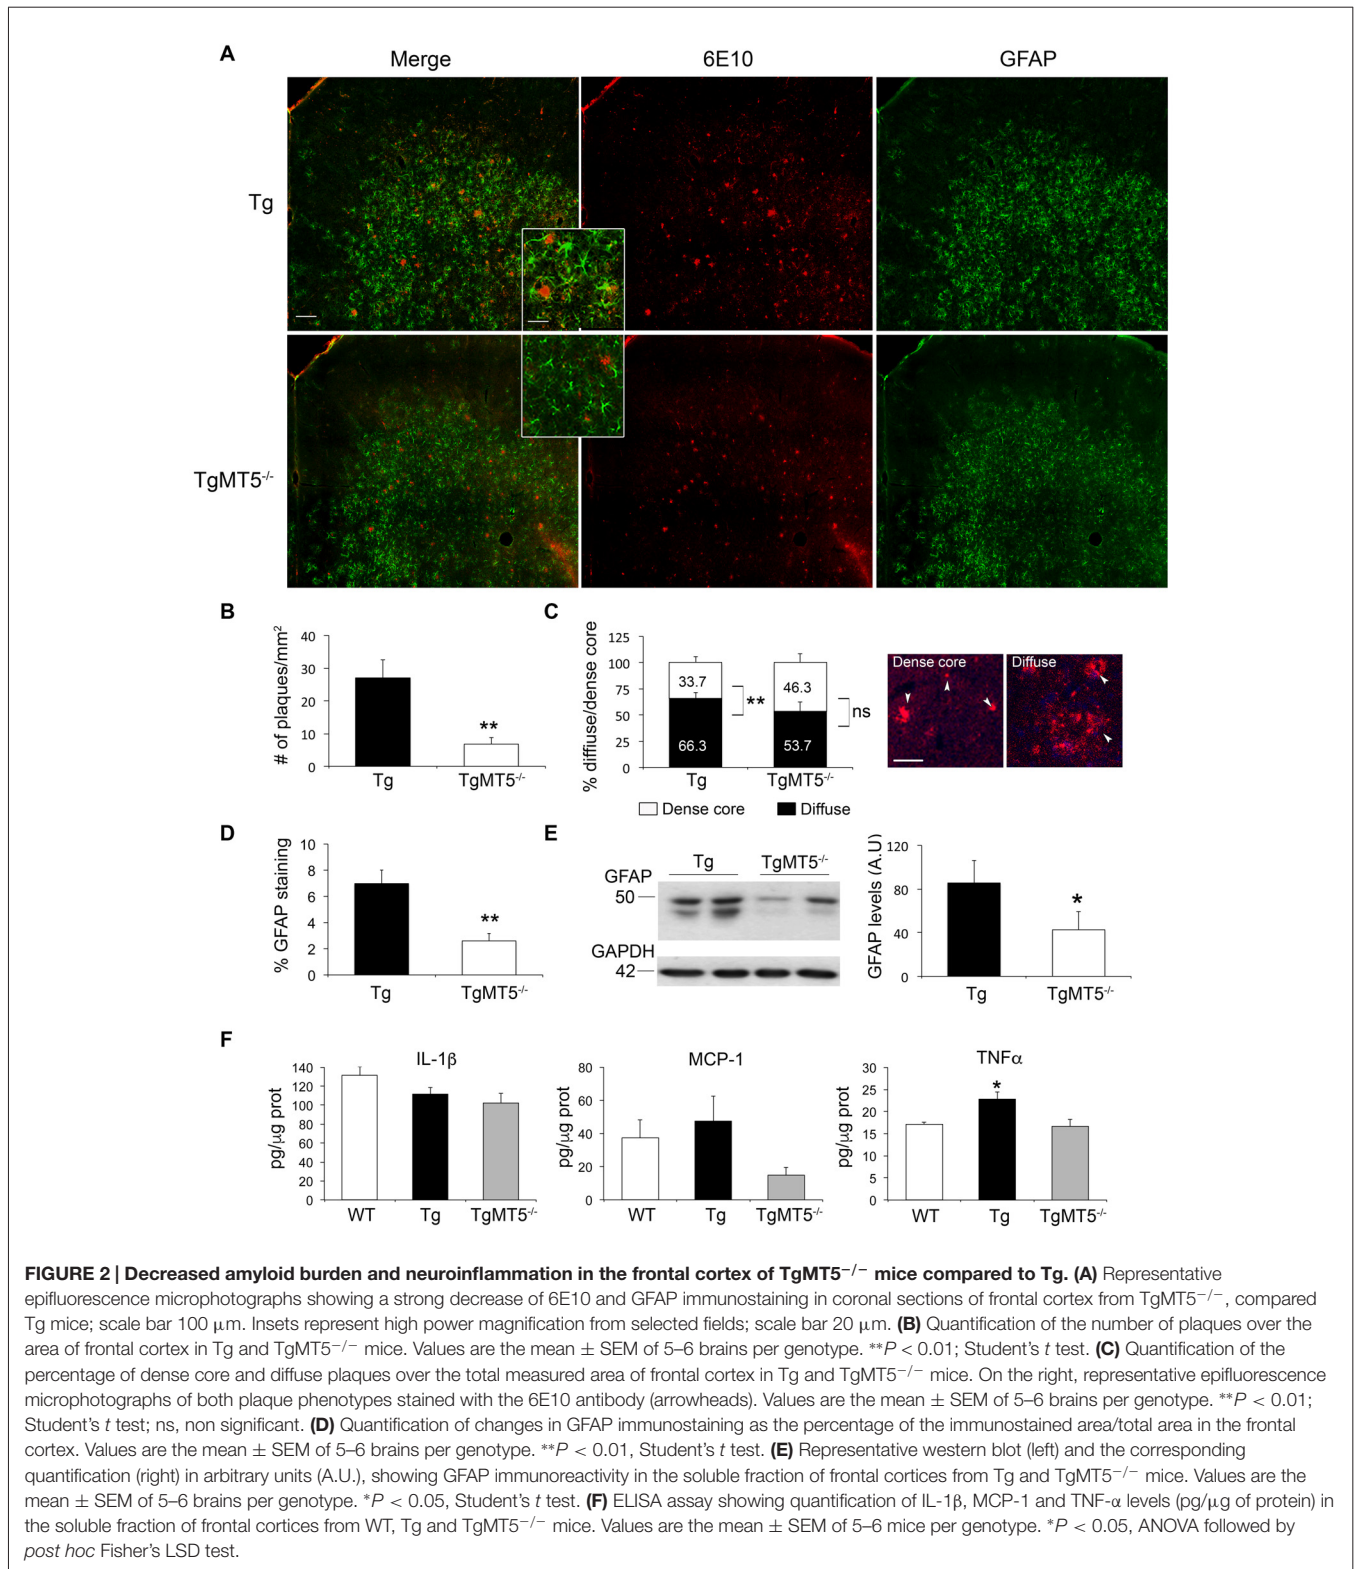 A
Merge 6E10 GFAP
Tg
TgMT5-/-
B
# of plaques/mm2
40
30
20
10
0
**
Tg TgMT5-/-
C
% diffiuse/dense core
125
100
75
50
25
0
33.7
66.3
**
46.3
53.7
ns
Tg TgMT5-/-
Dense core Diffuse
Dense core Diffuse
D
% GFAP staining
10
8
6
4
2
0
**
Tg TgMT5-/-
E
Tg TgMT5-/-
GFAP
50
GAPDH
42
GFAP levels (A.U)
120
80
40
0
*
Tg TgMT5-/-
F
IL-1β
pg/μg prot
140
120
100
80
60
40
20
0
WT Tg TgMT5-/-
MCP-1
pg/μg prot
80
60
40
20
0
WT Tg TgMT5-/-
TNFα
pg/μg prot
30
25
20
15
10
5
0
*
WT Tg TgMT5-/-
FIGURE 2 | Decreased amyloid burden and neuroinflammation in the frontal cortex of TgMT5−/− mice compared to Tg. (A) Representative
epifluorescence microphotographs showing a strong decrease of 6E10 and GFAP immunostaining in coronal sections of frontal cortex from TgMT5−/−, compared
Tg mice; scale bar 100 μm. Insets represent high power magnification from selected fields; scale bar 20 μm. (B) Quantification of the number of plaques over the
area of frontal cortex in Tg and TgMT5−/− mice. Values are the mean ± SEM of 5–6 brains per genotype. **P < 0.01; Student's t test. (C) Quantification of the
percentage of dense core and diffuse plaques over the total measured area of frontal cortex in Tg and TgMT5−/− mice. On the right, representative epifluorescence
microphotographs of both plaque phenotypes stained with the 6E10 antibody (arrowheads). Values are the mean ± SEM of 5–6 brains per genotype. **P < 0.01;
Student's t test; ns, non significant. (D) Quantification of changes in GFAP immunostaining as the percentage of the immunostained area/total area in the frontal
cortex. Values are the mean ± SEM of 5–6 brains per genotype. **P < 0.01, Student's t test. (E) Representative western blot (left) and the corresponding
quantification (right) in arbitrary units (A.U.), showing GFAP immunoreactivity in the soluble fraction of frontal cortices from Tg and TgMT5−/− mice. Values are the
mean ± SEM of 5–6 brains per genotype. *P < 0.05, Student's t test. (F) ELISA assay showing quantification of IL-1β, MCP-1 and TNF-α levels (pg/μg of protein) in
the soluble fraction of frontal cortices from WT, Tg and TgMT5−/− mice. Values are the mean ± SEM of 5–6 mice per genotype. *P < 0.05, ANOVA followed by
post hoc Fisher's LSD test.